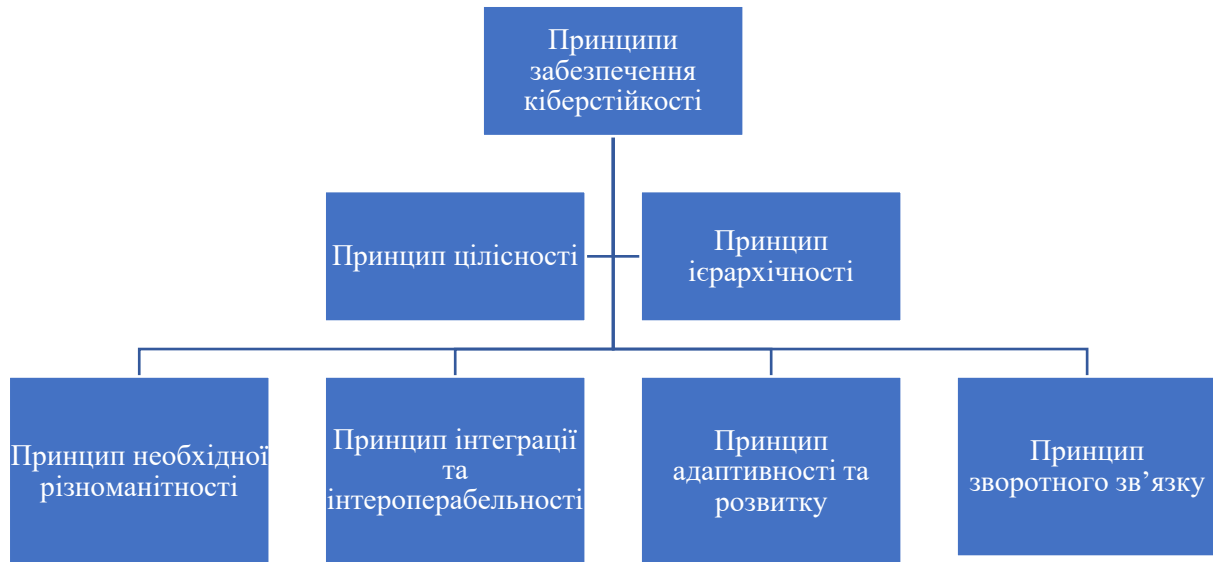 Принципи
забезпечення
кіберстійкості
Принцип цілісності
Принцип
ієрархічності
Принцип необхідної
різноманітності
Принцип інтеграції
та
інтероперабельності
Принцип
адаптивності та
розвитку
Принцип
зворотного зв’язку